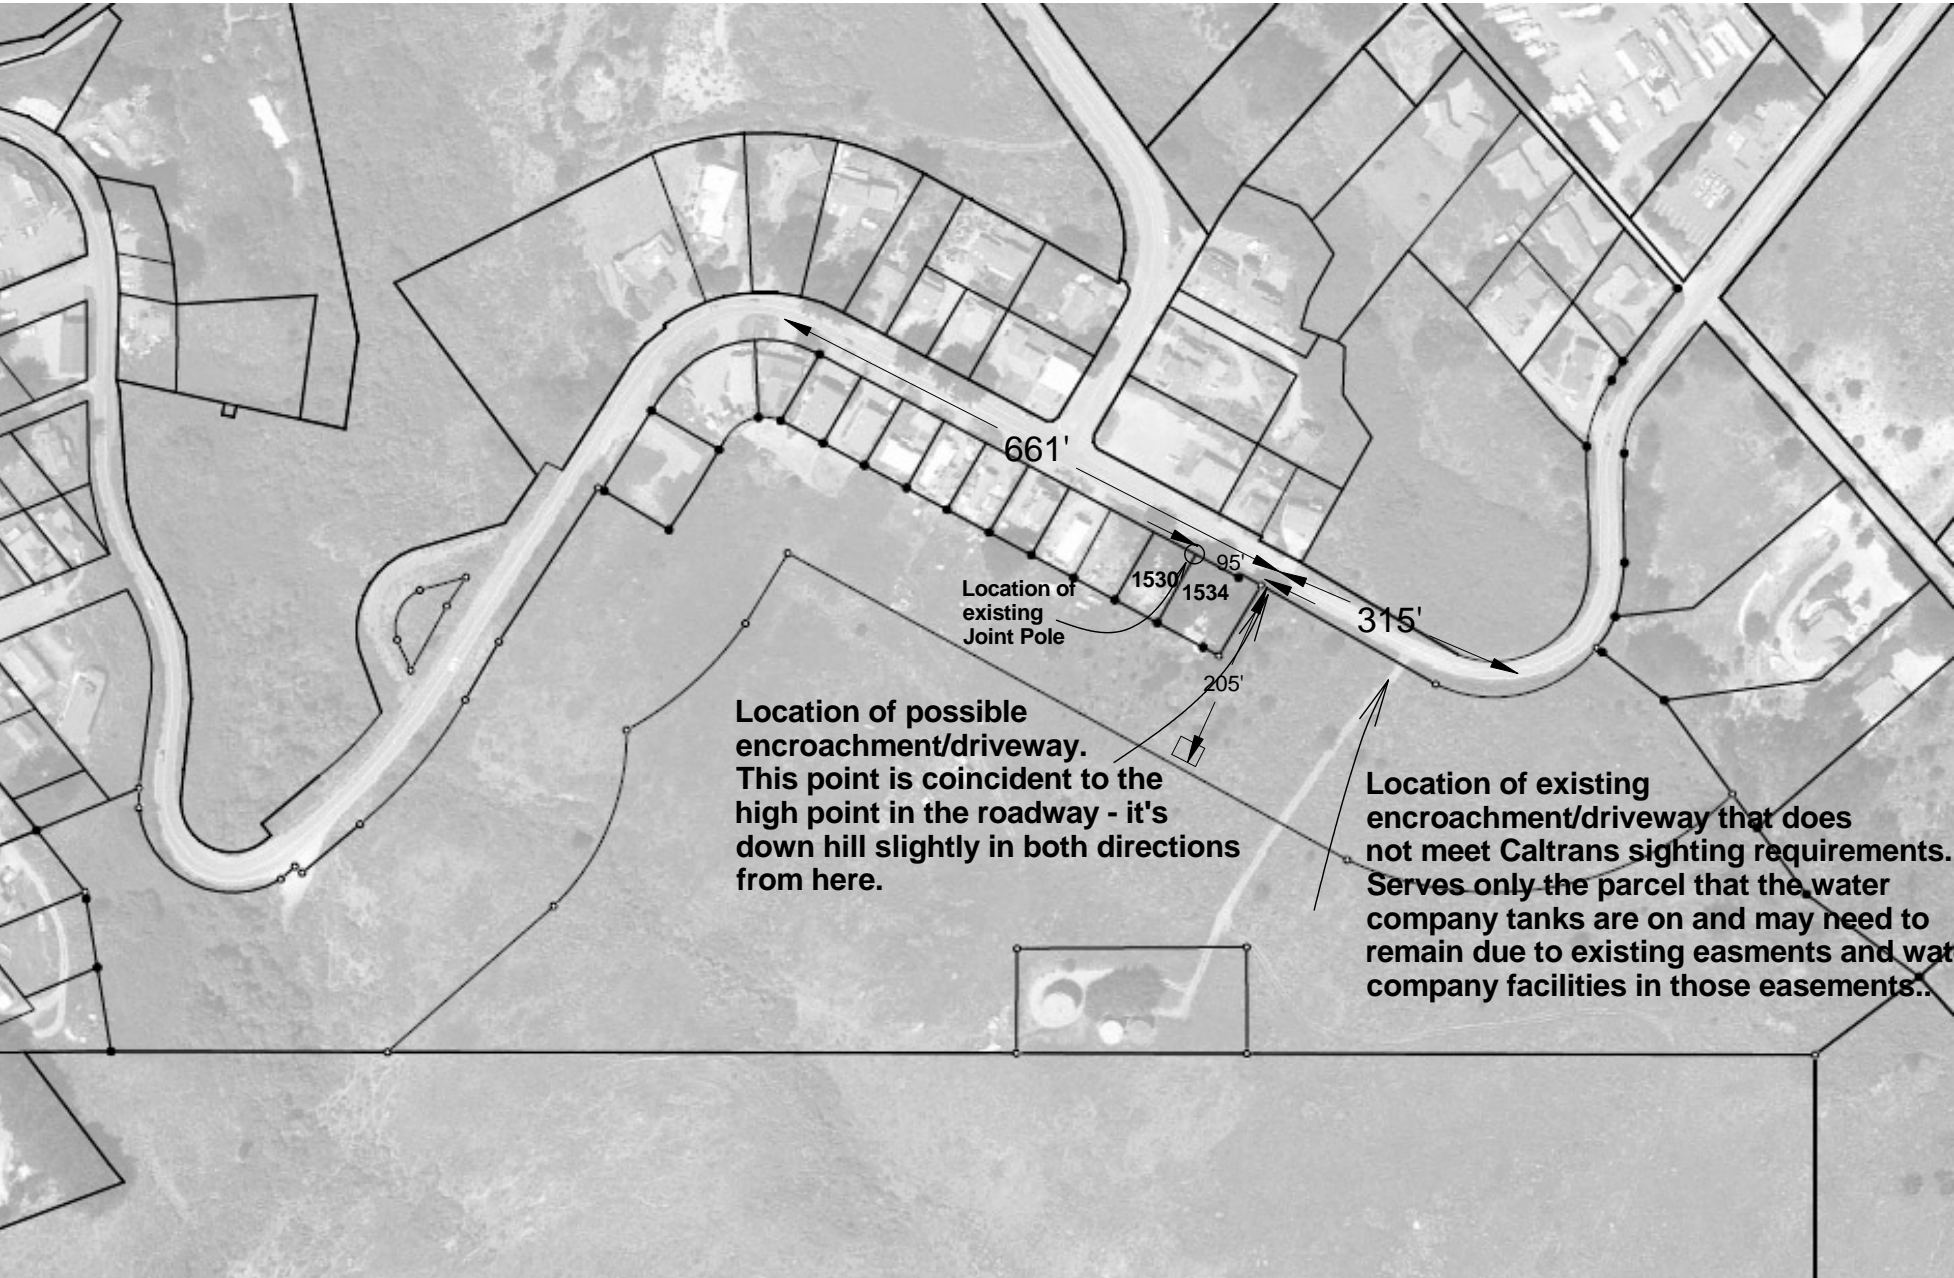 661'
95'
1530
1534
Location of
existing
Joint Pole
315'
205'
Location of possible
encroachment/driveway.
This point is coincident to the
high point in the roadway - it's
down hill slightly in both directions
from here.
Location of existing
encroachment/driveway that does
not meet Caltrans sighting requirements.
Serves only the parcel that the water
company tanks are on and may need to
remain due to existing easments and wat
company facilities in those easements..